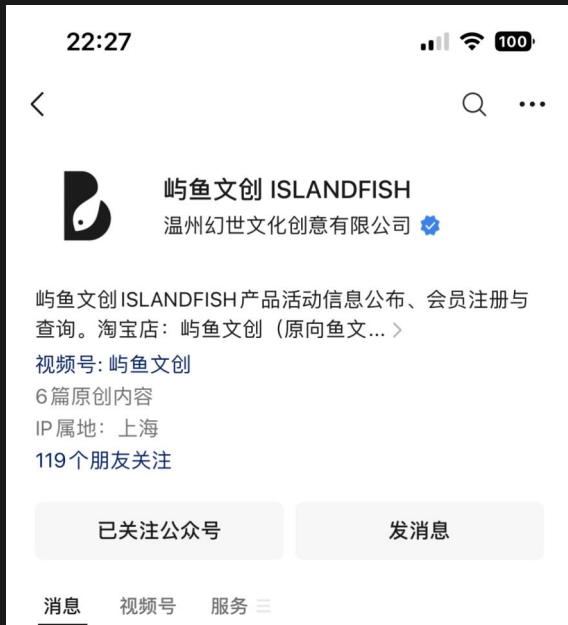 22:27
100
屿鱼文创 ISLANDFISH
温州幻世文化创意有限公司
屿鱼文创ISLANDFISH产品活动信息公布、会员注册与
查询。淘宝店：屿鱼文创（原向鱼文...
视频号: 屿鱼文创
6篇原创内容
IP属地：上海
119个朋友关注
已关注公众号 发消息
消息 视频号 服务